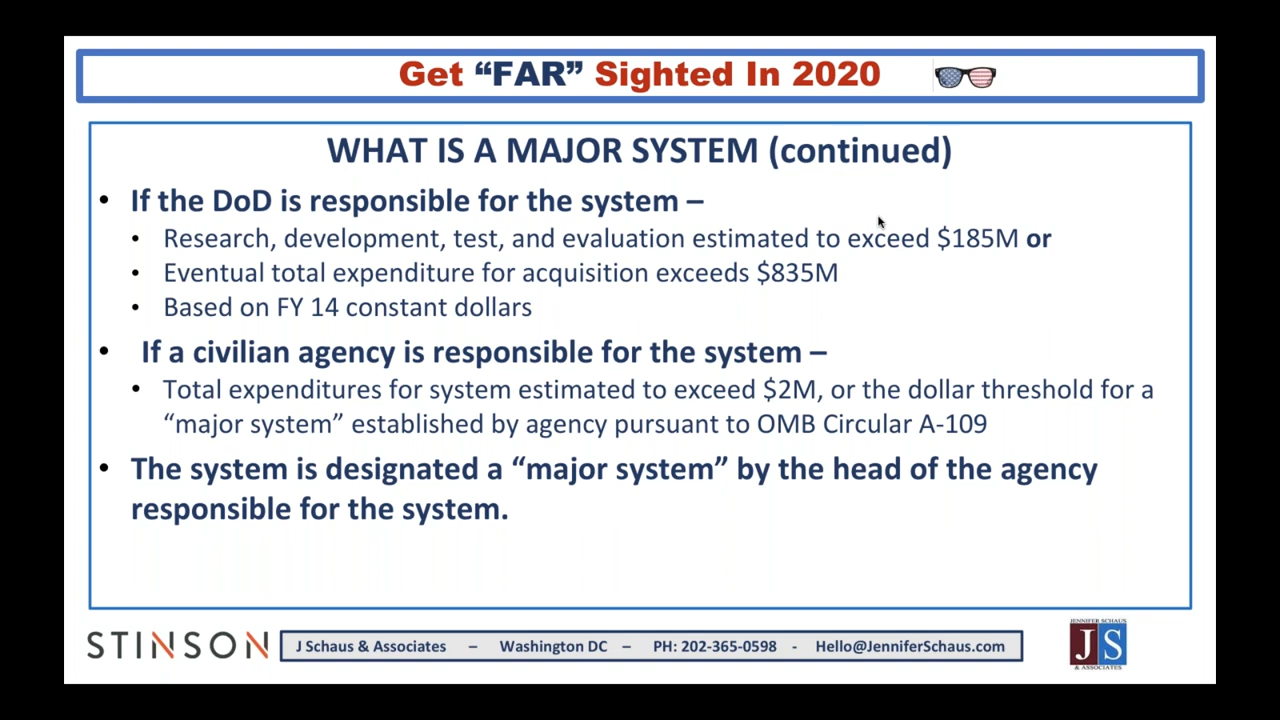 Get “FAR” Sighted In 2020
WHAT IS A MAJOR SYSTEM (continued)
• If the DoD is responsible for the system –
• Research, development, test, and evaluation estimated to exceed $185M or
• Eventual total expenditure for acquisition exceeds $835M
• Based on FY 14 constant dollars
• If a civilian agency is responsible for the system –
• Total expenditures for system estimated to exceed $2M, or the dollar threshold for a
“major system” established by agency pursuant to OMB Circular A-109
• The system is designated a “major system” by the head of the agency
responsible for the system.
STINSON
J Schaus & Associates – Washington DC – PH: 202-365-0598 - Hello@JenniferSchaus.com
JENNIFER SCHAUS
JS
& ASSOCIATES